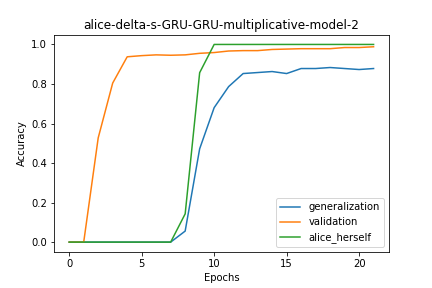 alice-delta-s-GRU-GRU-multiplicative-model-2
1.0
0.8
0.6
0.4
0.2
0.0
Accuracy
0
5
10
15
20
Epochs
generalization
validation
alice_herself